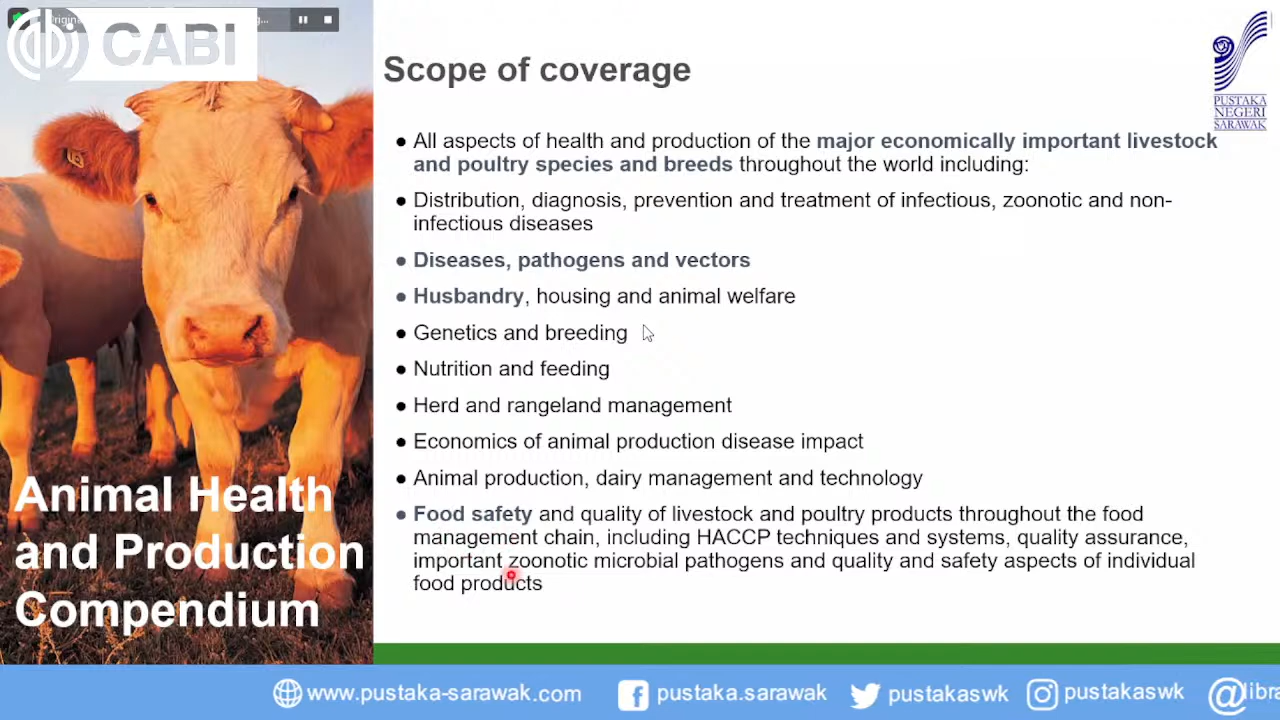 CABI
Scope of coverage
PUSTAKA
NEGERI
SARAWAK
● All aspects of health and production of the major economically important livestock
and poultry species and breeds throughout the world including:
● Distribution, diagnosis, prevention and treatment of infectious, zoonotic and non-
infectious diseases
● Diseases, pathogens and vectors
● Husbandry, housing and animal welfare
● Genetics and breeding
● Nutrition and feeding
● Herd and rangeland management
● Economics of animal production disease impact
● Animal production, dairy management and technology
● Food safety and quality of livestock and poultry products throughout the food
management chain, including HACCP techniques and systems, quality assurance,
important zoonotic microbial pathogens and quality and safety aspects of individual
food products
Animal Health
and Production
Compendium
www.pustaka-sarawak.com pustaka.sarawak pustakaswk pustakaswk